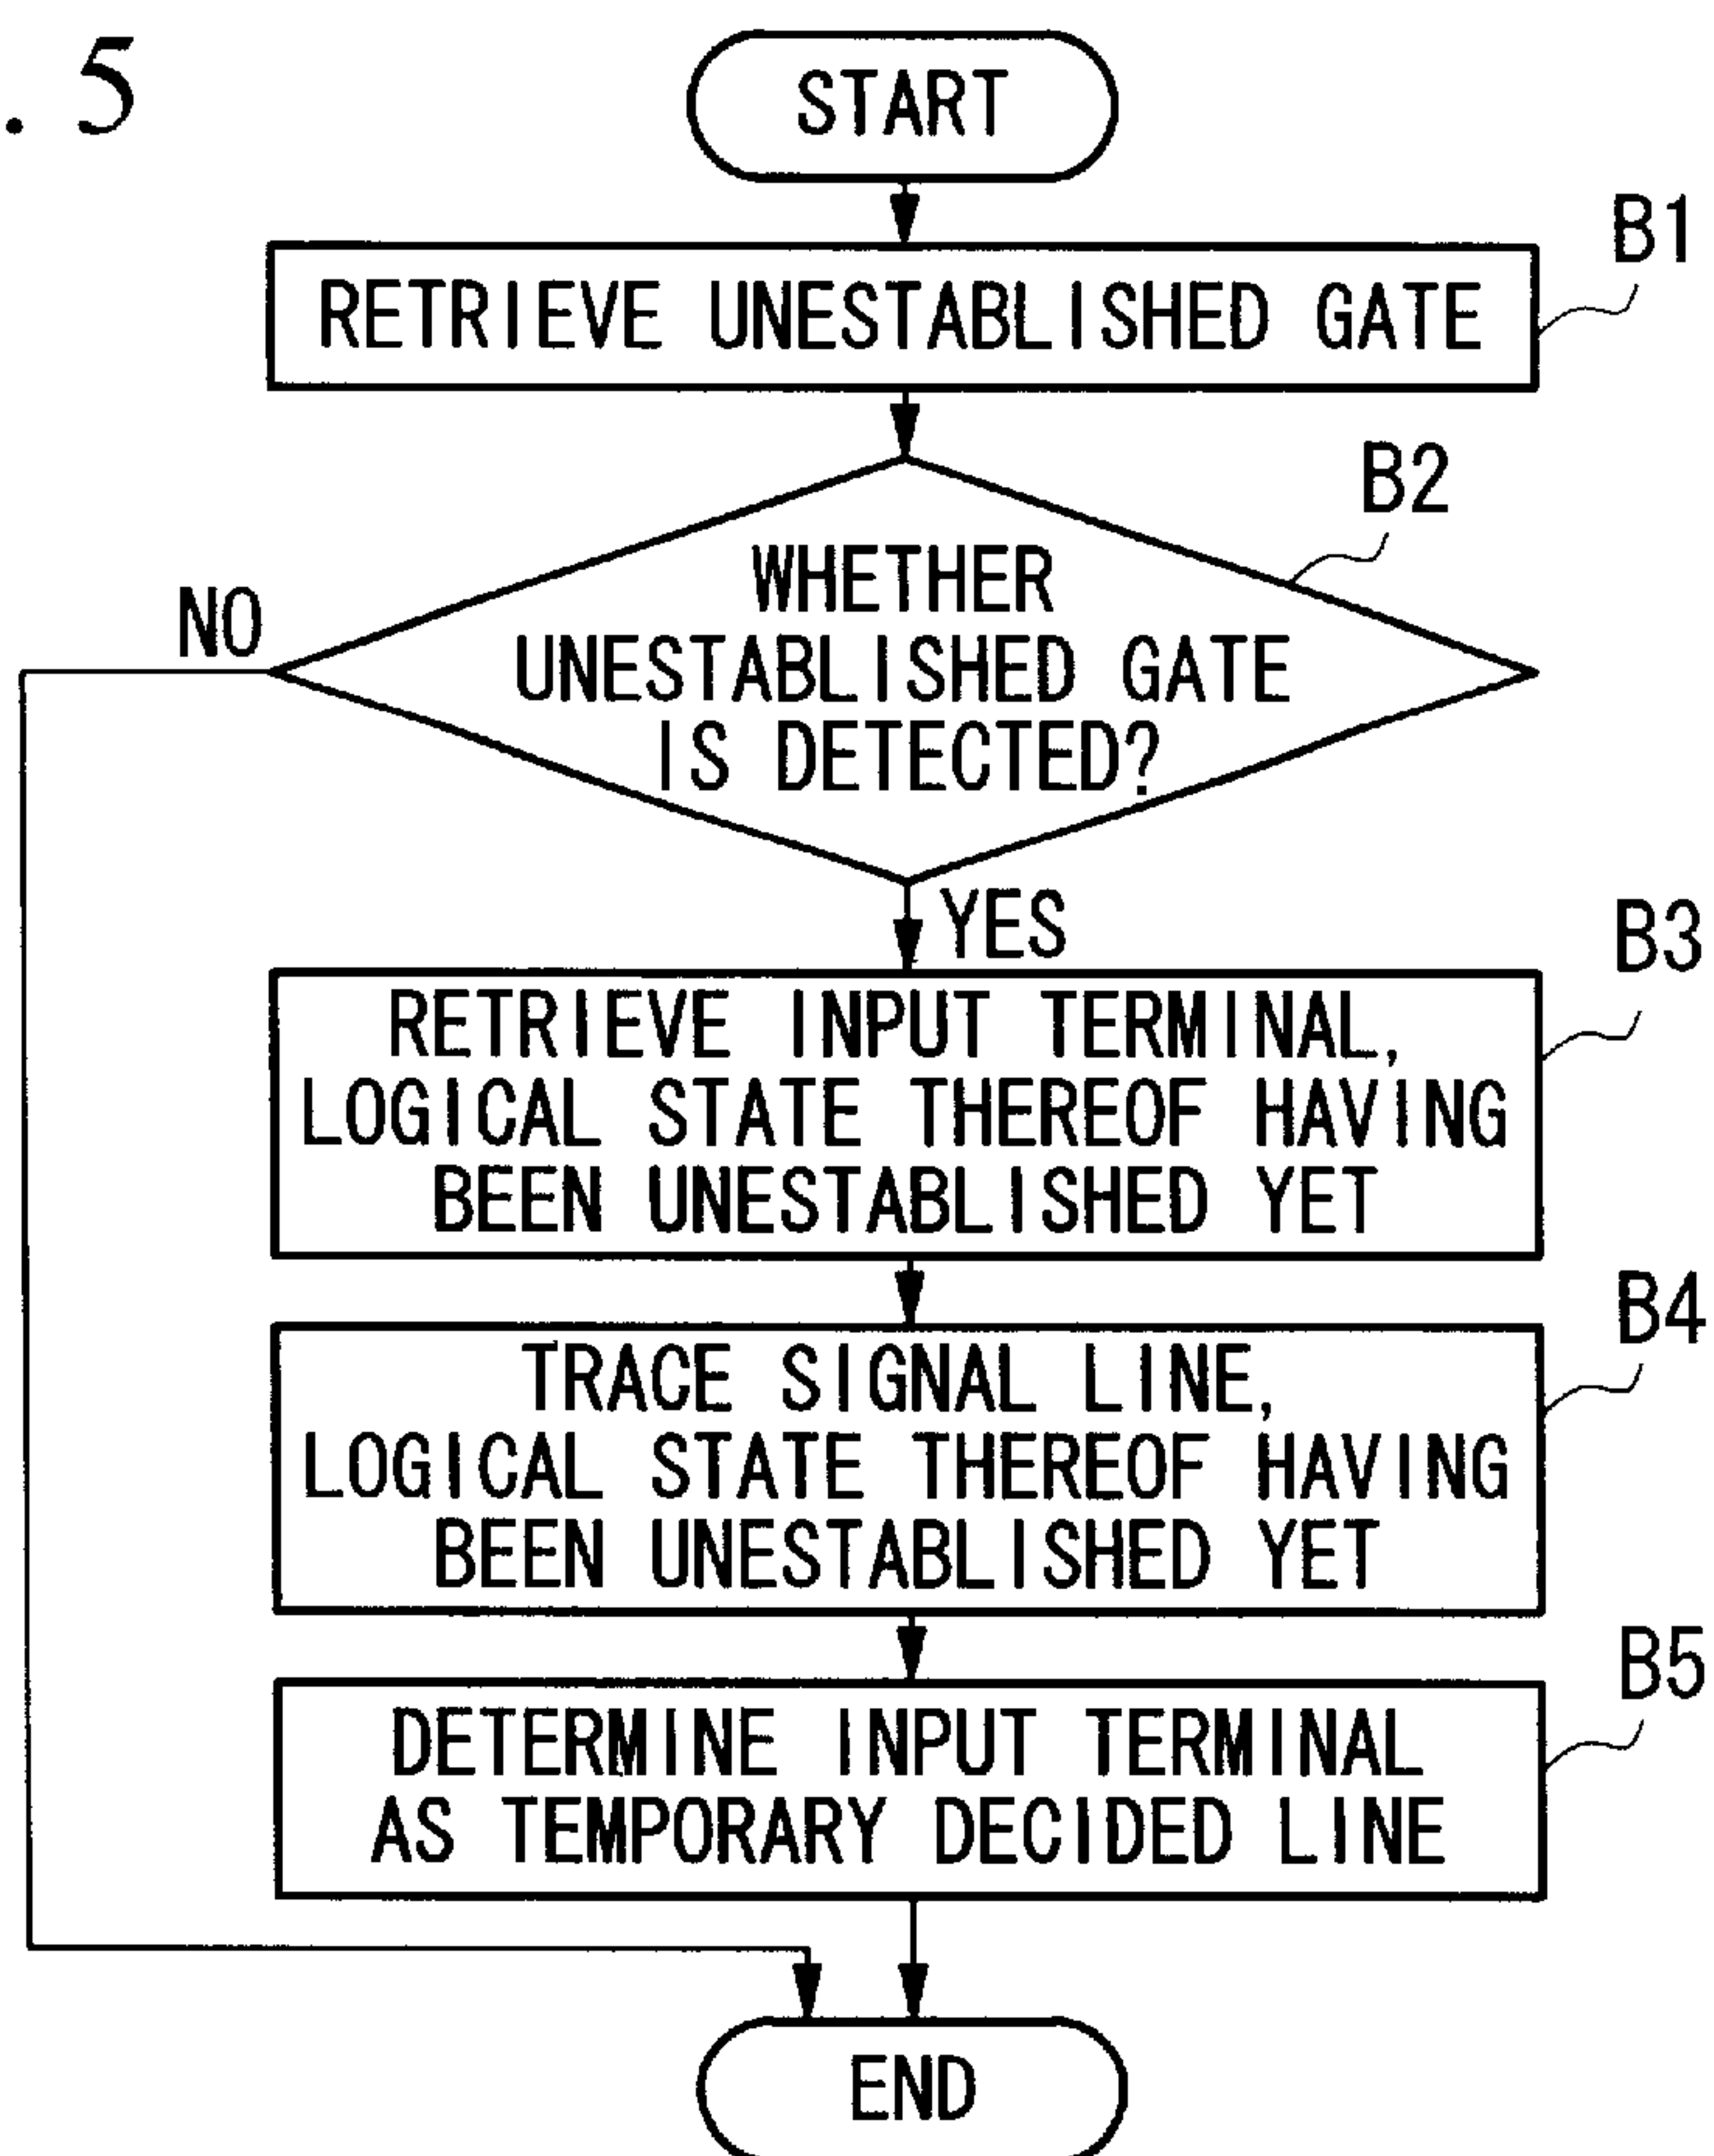 . 5
START
B1
RETRIEVE UNESTABLISHED GATE
B2
WHETHER
UNESTABLISHED GATE
IS DETECTED?
NO
YES
B3
RETRIEVE INPUT TERMINAL,
LOGICAL STATE THEREOF HAVING
BEEN UNESTABLISHED YET
B4
TRACE SIGNAL LINE,
LOGICAL STATE THEREOF HAVING
BEEN UNESTABLISHED YET
B5
DETERMINE INPUT TERMINAL
AS TEMPORARY DECIDED LINE
END